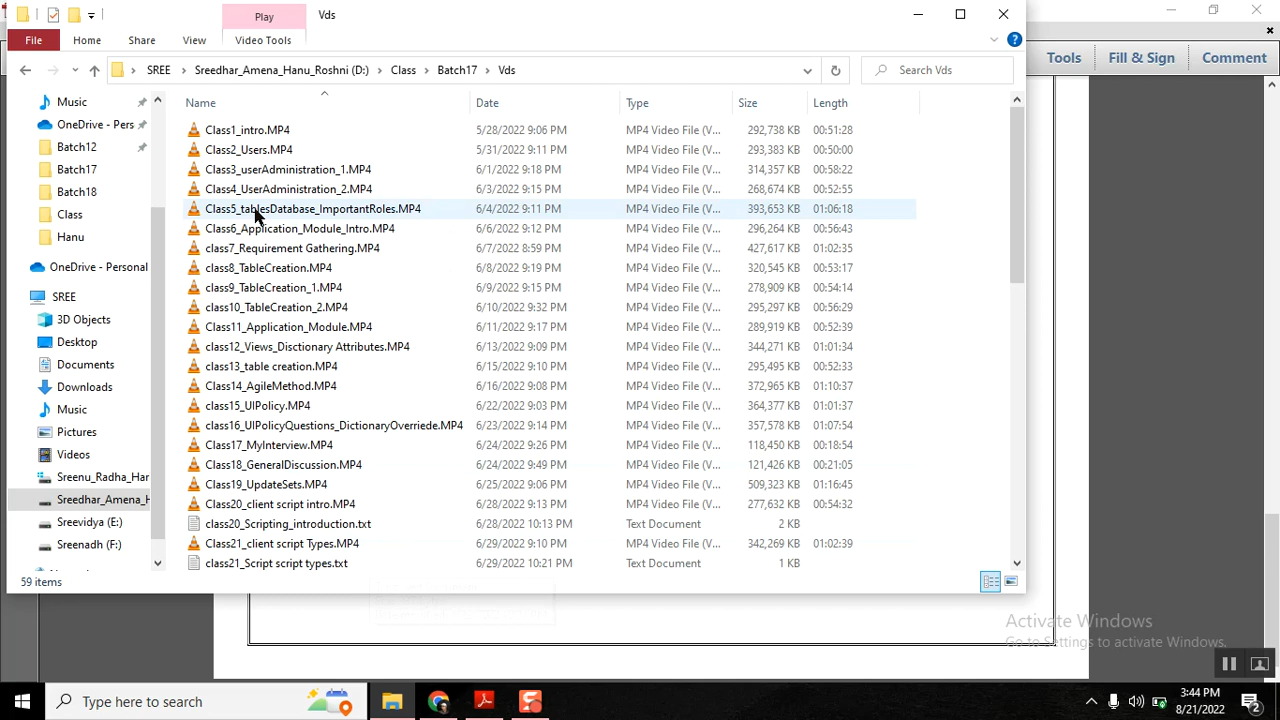 Play
Vds
File
Home
Share
View
Video Tools
SREE
Sreedhar_Amena_Hanu_Roshni (D:)
Class
Batch17
Vds
Search Vds
Tools
Fill & Sign
Comment
Music
OneDrive - Pers
Batch12
Batch17
Batch18
Class
Hanu
OneDrive - Personal
SREE
3D Objects
Desktop
Documents
Downloads
Music
Pictures
Videos
Sreenu_Radha_Har
Sreedhar_Amena_H
Sreevidya (E:)
Sreenadh (F:)
Name Date Type Size Length
Class1_intro.MP4 5/28/2022 9:06 PM MP4 Video File (V... 292,738 KB 00:51:28
Class2_Users.MP4 5/31/2022 9:11 PM MP4 Video File (V... 293,383 KB 00:50:00
Class3_userAdministration_1.MP4 6/1/2022 9:18 PM MP4 Video File (V... 314,357 KB 00:58:22
Class4_UserAdministration_2.MP4 6/3/2022 9:15 PM MP4 Video File (V... 268,674 KB 00:52:55
Class5_tablesDatabase_ImportantRoles.MP4 6/4/2022 9:11 PM MP4 Video File (V... 393,653 KB 01:06:18
Class6_Application_Module_Intro.MP4 6/6/2022 9:12 PM MP4 Video File (V... 296,264 KB 00:56:43
class7_Requirement Gathering.MP4 6/7/2022 8:59 PM MP4 Video File (V... 427,617 KB 01:02:35
class8_TableCreation.MP4 6/8/2022 9:19 PM MP4 Video File (V... 320,545 KB 00:53:17
class9_TableCreation_1.MP4 6/9/2022 9:15 PM MP4 Video File (V... 278,909 KB 00:54:14
class10_TableCreation_2.MP4 6/10/2022 9:32 PM MP4 Video File (V... 295,297 KB 00:56:29
Class11_Application_Module.MP4 6/11/2022 9:17 PM MP4 Video File (V... 289,919 KB 00:52:39
class12_Views_Disctionary Attributes.MP4 6/13/2022 9:09 PM MP4 Video File (V... 344,271 KB 01:01:34
class13_table creation.MP4 6/15/2022 9:10 PM MP4 Video File (V... 295,495 KB 00:52:33
Class14_AgileMethod.MP4 6/16/2022 9:08 PM MP4 Video File (V... 372,965 KB 01:10:37
class15_UIPolicy.MP4 6/22/2022 9:03 PM MP4 Video File (V... 364,377 KB 01:01:37
class16_UIPolicyQuestions_DictionaryOverriede.MP4 6/23/2022 9:14 PM MP4 Video File (V... 357,578 KB 01:07:54
Class17_MyInterview.MP4 6/24/2022 9:26 PM MP4 Video File (V... 118,450 KB 00:18:54
Class18_GeneralDiscussion.MP4 6/24/2022 9:49 PM MP4 Video File (V... 121,426 KB 00:21:05
Class19_UpdateSets.MP4 6/25/2022 9:06 PM MP4 Video File (V... 509,323 KB 01:16:45
Class20_client script intro.MP4 6/28/2022 9:13 PM MP4 Video File (V... 277,632 KB 00:54:32
class20_Scripting_introduction.txt 6/28/2022 10:13 PM Text Document 2 KB
Class21_client script Types.MP4 6/29/2022 9:10 PM MP4 Video File (V... 342,269 KB 01:02:39
class21_Script script types.txt 6/29/2022 10:21 PM Text Document 1 KB
59 items
Activate Windows
Go to Settings to activate Windows.
Type here to search
3:44 PM
8/21/2022
2